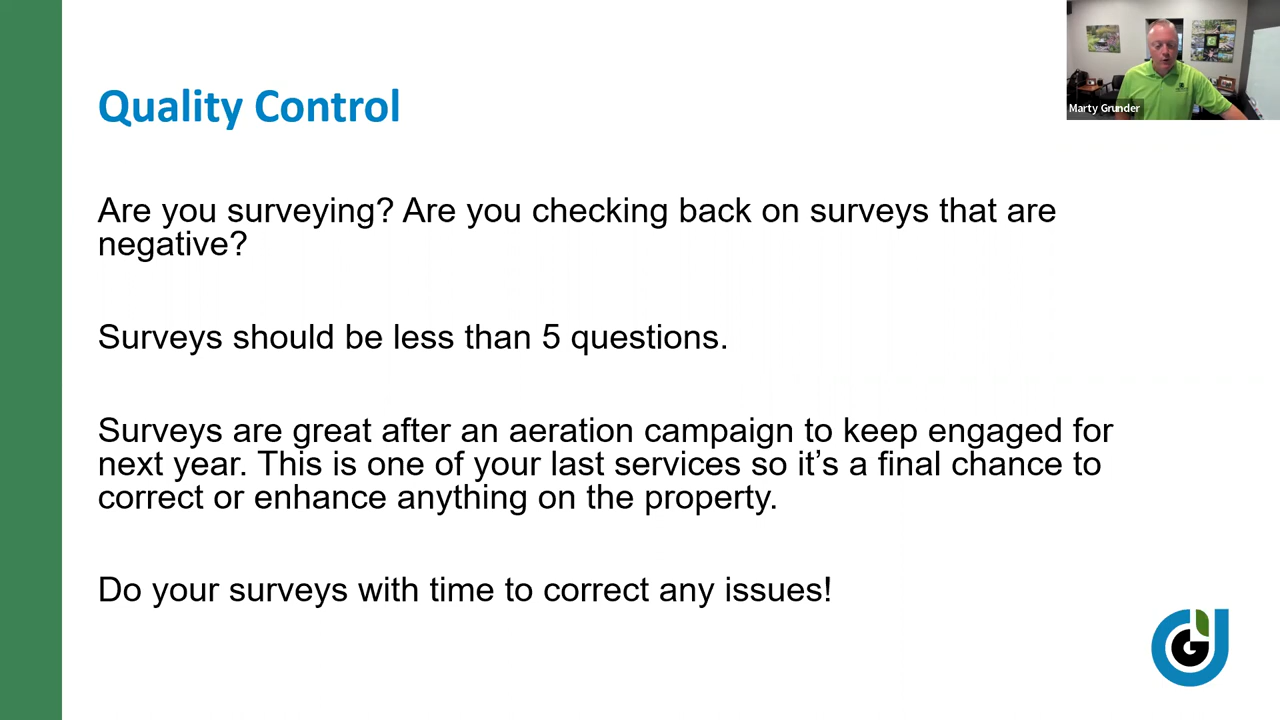 Marty Grunder
Quality Control
Are you surveying? Are you checking back on surveys that are
negative?
Surveys should be less than 5 questions.
Surveys are great after an aeration campaign to keep engaged for
next year. This is one of your last services so it’s a final chance to
correct or enhance anything on the property.
Do your surveys with time to correct any issues!
G